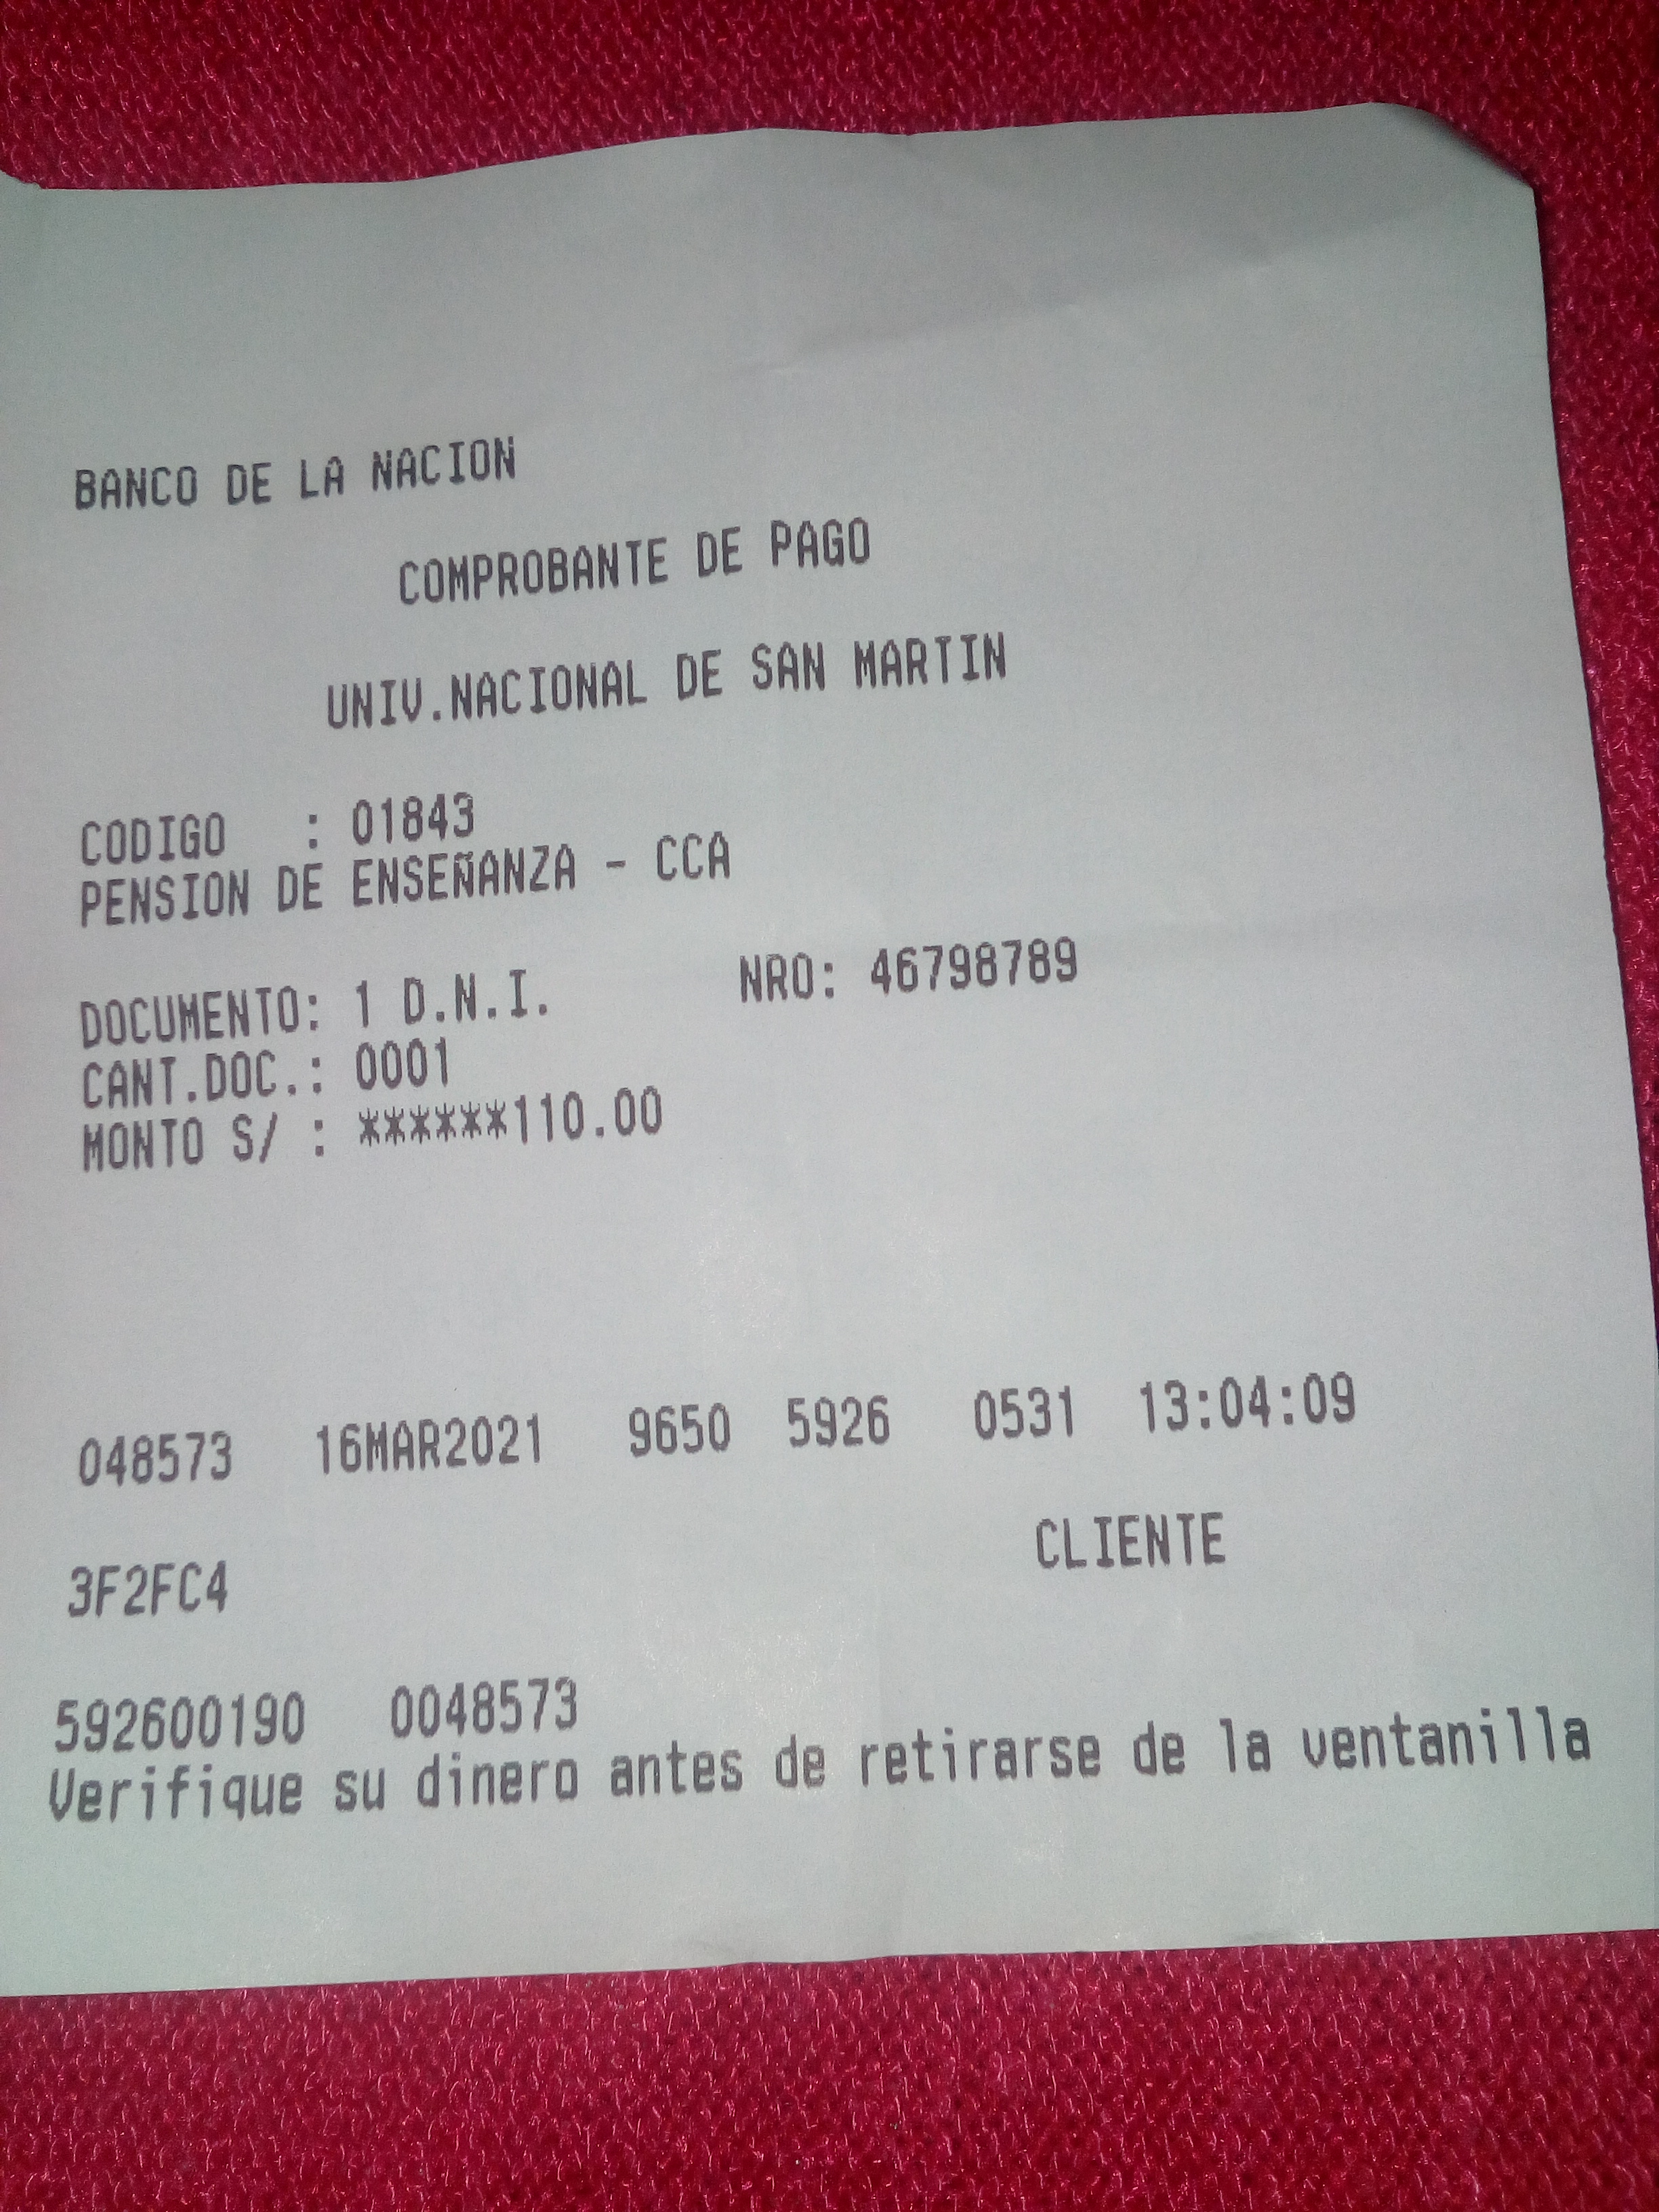 BANCO DE LA NACION
COMPROBANTE DE PAGO
UNIV.NACIONAL DE SAN MARTIN
CODIGO : 01843
PENSION DE ENSEÑANZA - CCA
DOCUMENTO: 1 D.N.I. NRO: 46798789
CANT.DOC.: 0001
MONTO S/ : ******110.00
048573 16MAR2021 9650 5926 0531 13:04:09
3F2FC4 CLIENTE
592600190 0048573
Verifique su dinero antes de retirarse de la ventanilla